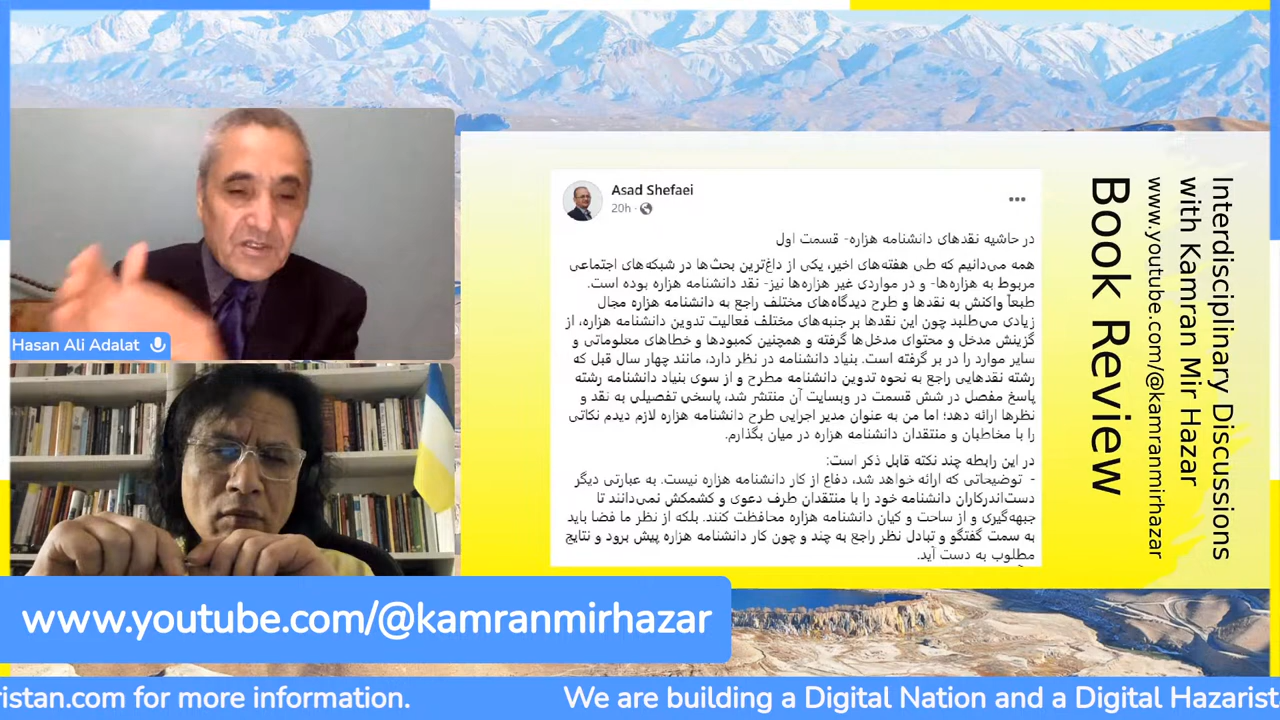 Hasan Ali Adalat
Asad Shefaei
20h
در حاشیه نقدهای دانشنامه هزاره- قسمت اول
همه می‌دانیم که طی هفته‌های اخیر، یکی از داغ‌ترین بحث‌ها در شبکه‌های اجتماعی
مربوط به هزاره‌ها- و در مواردی غیر هزاره‌ها نیز- نقد دانشنامه هزاره بوده است.
طبعاً واکنش به نقدها و طرح دیدگاه‌های مختلف راجع به دانشنامه هزاره مجال
زیادی می‌طلبد چون این نقدها بر جنبه‌های مختلف فعالیت تدوین دانشنامه هزاره، از
گزینش مدخل و محتوای مدخل‌ها گرفته و همچنین کمبودها و خطاهای معلوماتی و
سایر موارد را در بر گرفته است. بنیاد دانشنامه در نظر دارد، مانند چهار سال قبل که
رشته نقدهایی راجع به نحوه تدوین دانشنامه مطرح و از سوی بنیاد دانشنامه رشته
پاسخ مفصل در شش قسمت در وبسایت آن منتشر شد، پاسخی تفصیلی به نقد و
نظرها ارائه دهد؛ اما من به عنوان مدیر اجرایی طرح دانشنامه هزاره لازم دیدم نکاتی
را با مخاطبان و منتقدان دانشنامه هزاره در میان بگذارم.
در این رابطه چند نکته قابل ذکر است:
- توضیحاتی که ارائه خواهد شد، دفاع از کار دانشنامه هزاره نیست. به عبارتی دیگر
دست‌اندرکاران دانشنامه خود را با منتقدان طرف دعوی و کشمکش نمی‌دانند تا
جبهه‌گیری و از ساحت و کیان دانشنامه هزاره محافظت کنند. بلکه از نظر ما فضا باید
به سمت گفتگو و تبادل نظر راجع به چند و چون کار دانشنامه هزاره پیش برود و نتایج
مطلوب به دست آید.
Interdisciplinary Discussions
with Kamran Mir Hazar
www.youtube.com/@kamranmirhazar
Book Review
www.youtube.com/@kamranmirhazar
ristan.com for more information.
We are building a Digital Nation and a Digital Hazarist